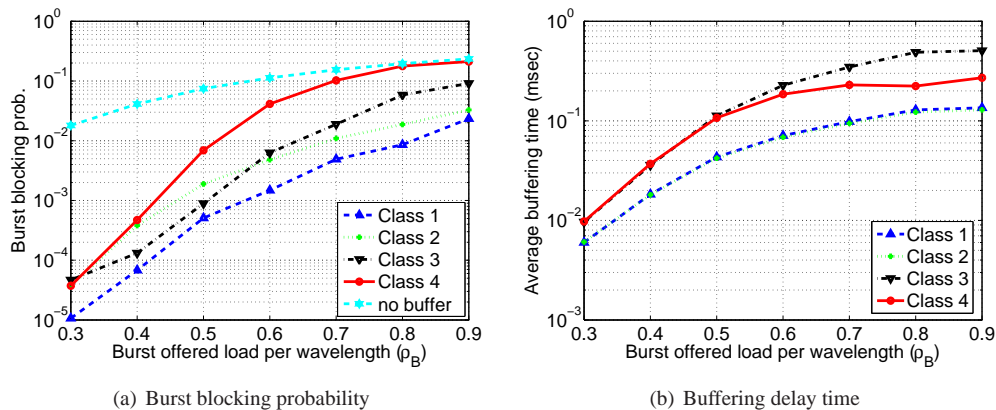 10^0
10^-1
10^-2
10^-3
10^-4
10^-5
Burst blocking prob.
0.3 0.4 0.5 0.6 0.7 0.8 0.9
Burst offered load per wavelength (ρ_B)
Class 1
Class 2
Class 3
Class 4
no buffer
(a) Burst blocking probability
10^0
10^-1
10^-2
10^-3
Average buffering time (msec)
0.3 0.4 0.5 0.6 0.7 0.8 0.9
Burst offered load per wavelength (ρ_B)
Class 1
Class 2
Class 3
Class 4
(b) Buffering delay time